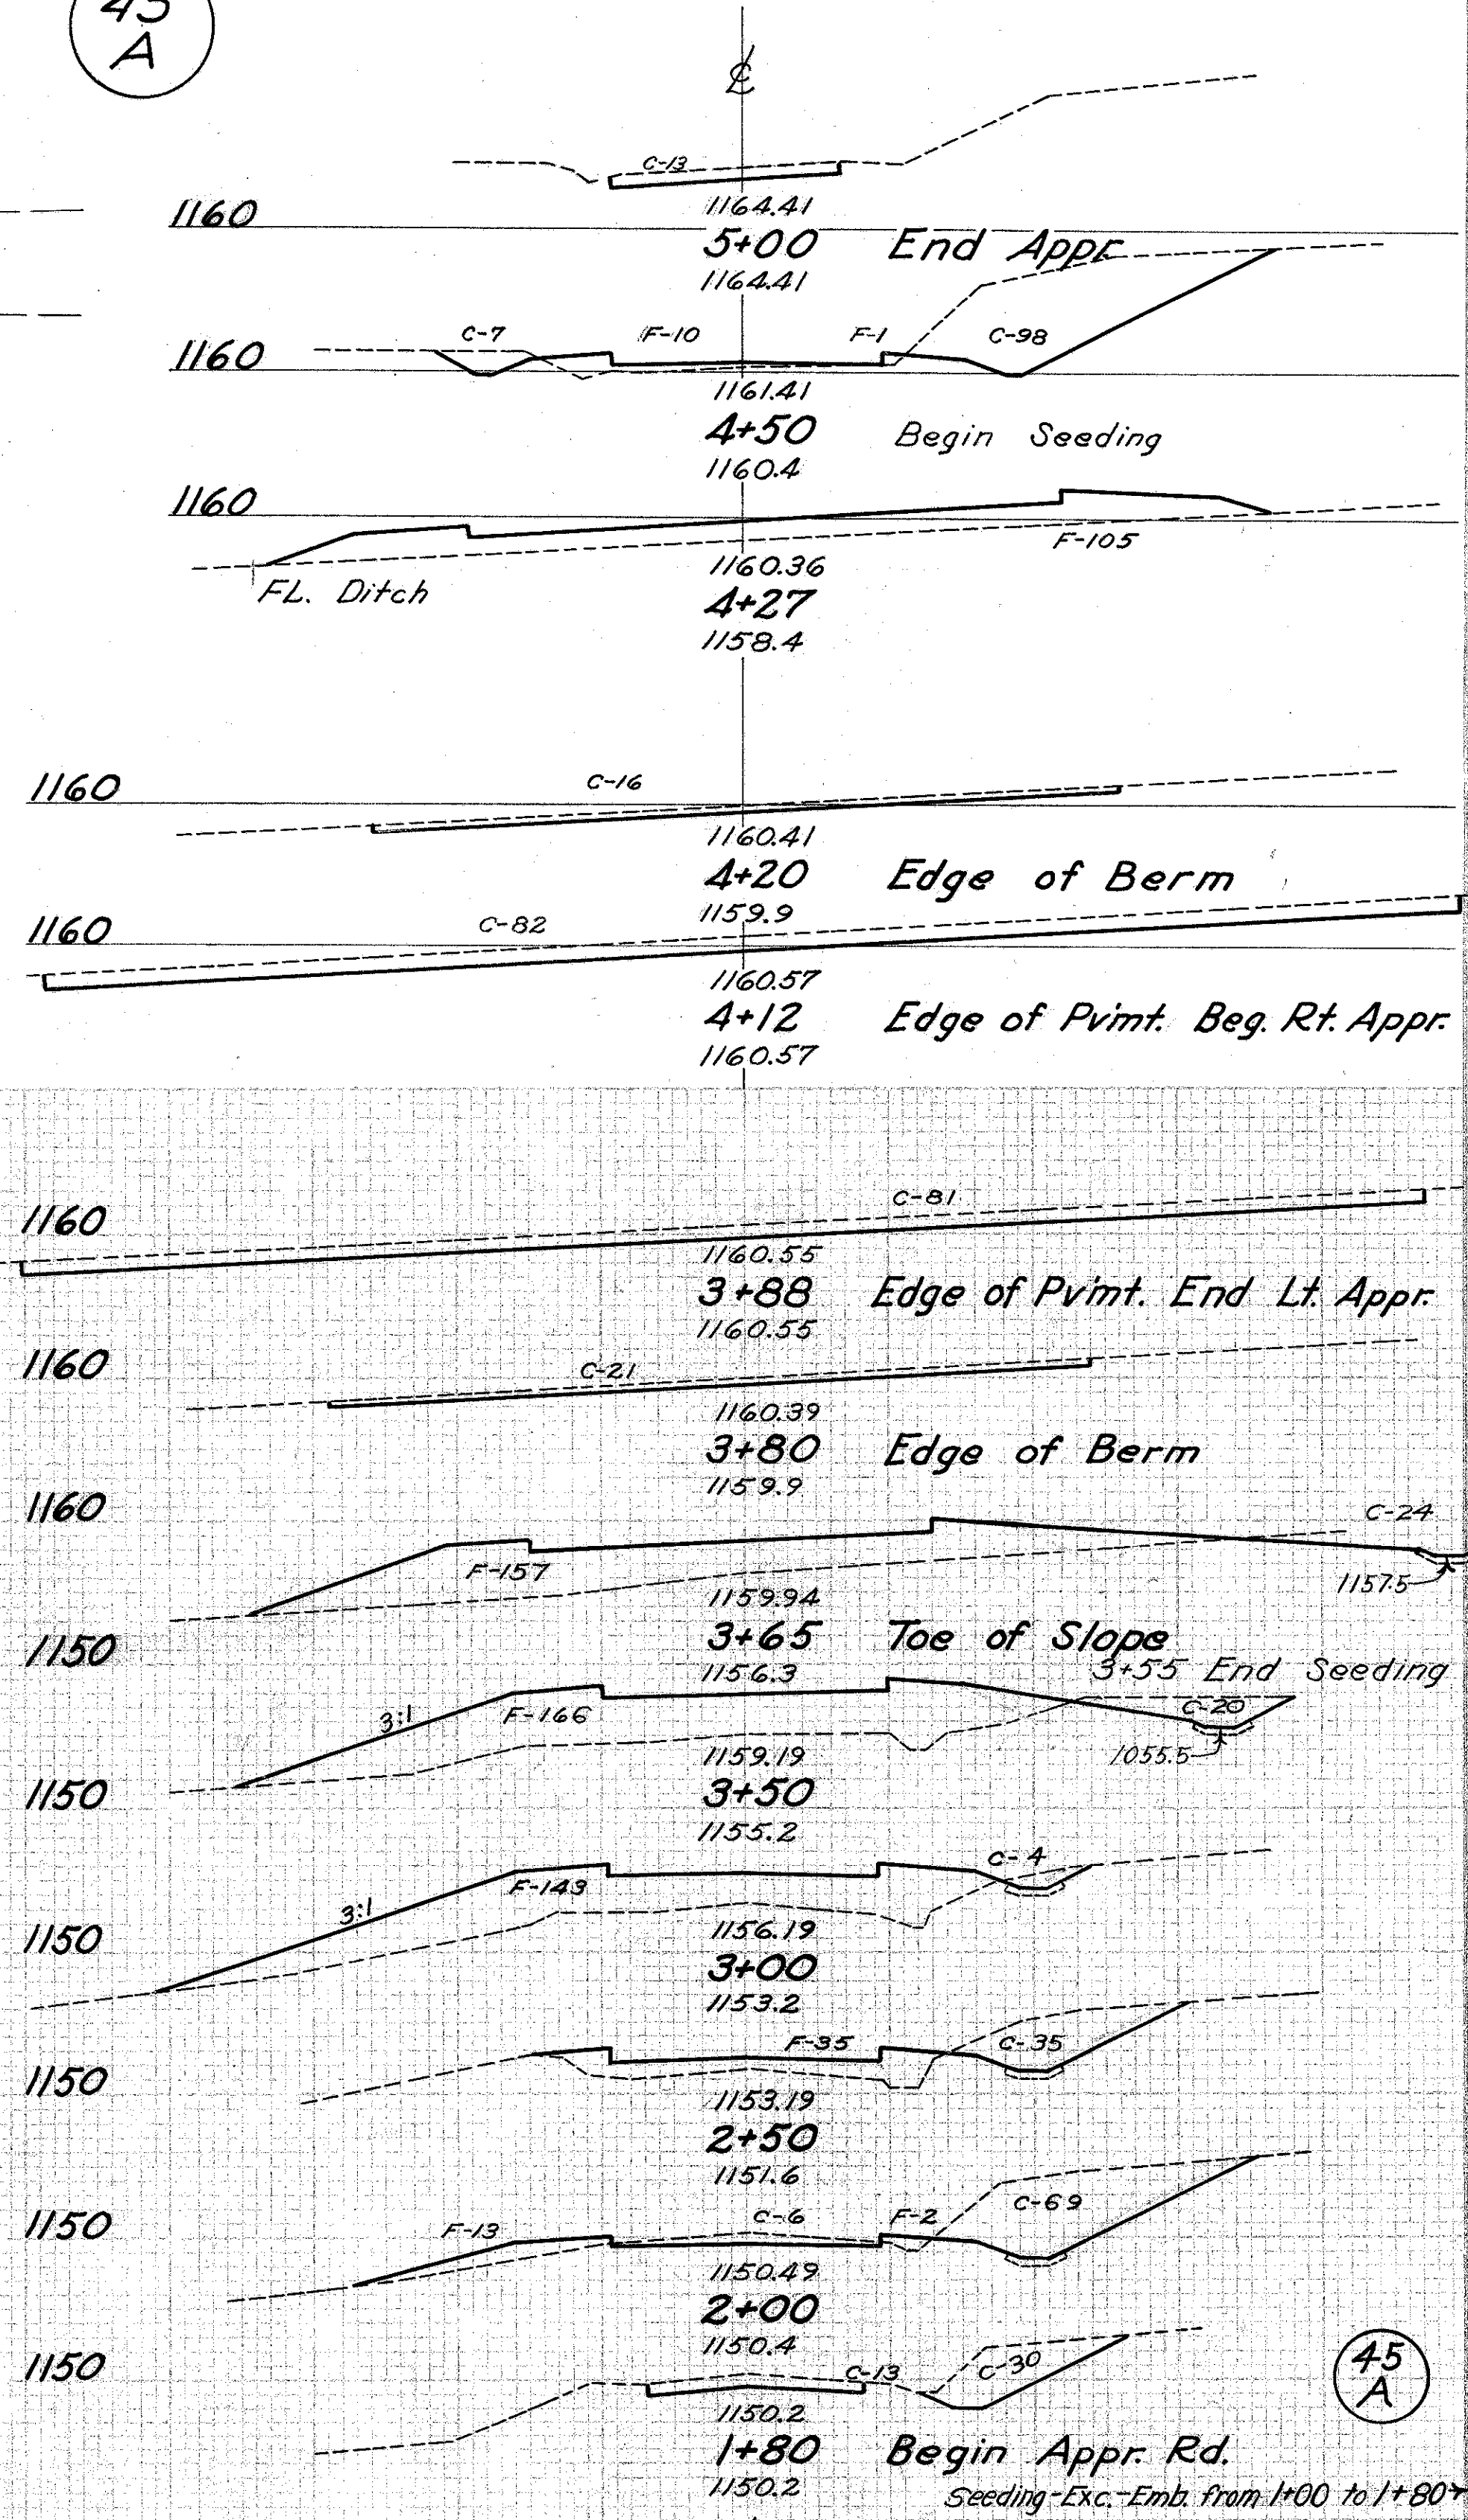 45
A
℄
C-13
1160
1164.41
5+00 End Appr.
1164.41
C-7 F-10 F-1 C-98
1160
1161.41
4+50 Begin Seeding
1160.4
1160
F-105
1160.36
FL. Ditch
4+27
1158.4
1160 C-16
1160.41
4+20 Edge of Berm
1159.9
1160 C-82
1160.57
4+12 Edge of Pvimt. Beg. Rt. Appr.
1160.57
C-81
1160
1160.55
3+88 Edge of Pvimt. End Lt. Appr.
1160.55
1160 C-21
1160.39
3+80 Edge of Berm
1159.9
1160 C-24
F-157
1157.5
1159.94
1150 3+65 Toe of Slope
1156.3 3+55 End Seeding
3:1 F-166 C-20
1159.19 1055.5
1150 3+50
1155.2
C-4
F-143
3:1
1150 1156.19
3+00
1153.2
F-35 C-35
1150
1153.19
2+50
1151.6
C-69
1150 F-13 C-6 F-2
1150.49
2+00
1150.4
1150 C-13 C-30
45
A
1150.2
1+80 Begin Appr. Rd.
1150.2
Seeding-Exc.-Emb. from 1+00 to 1+80